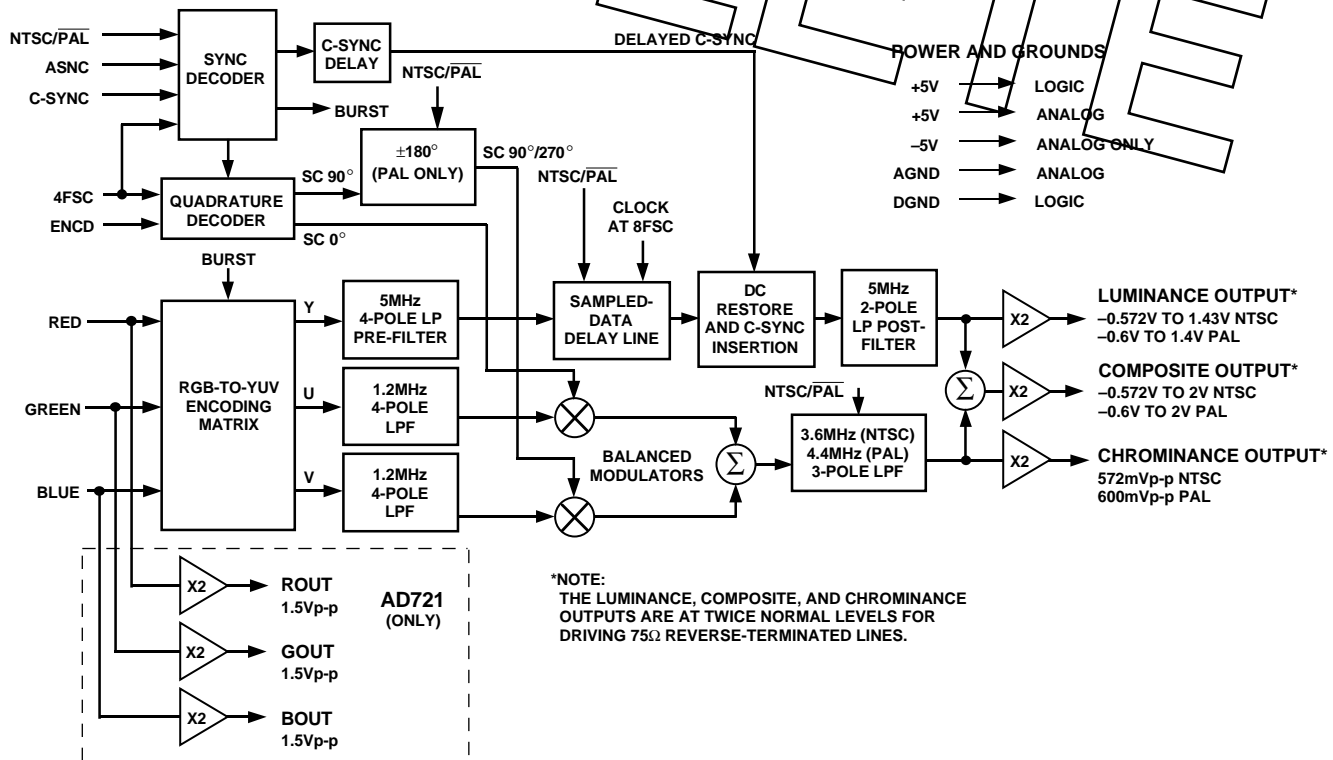 NTSC/PAL
ASNC
C-SYNC
SYNC
DECODER
C-SYNC
DELAY
DELAYED C-SYNC
BURST
NTSC/PAL
±180°
(PAL ONLY)
4FSC
ENCD
QUADRATURE
DECODER
SC 90°
SC 0°
SC 90°/270°
POWER AND GROUNDS
+5V LOGIC
+5V ANALOG
–5V ANALOG ONLY
AGND ANALOG
DGND LOGIC
NTSC/PAL
CLOCK
AT 8FSC
BURST
RED
GREEN
BLUE
RGB-TO-YUV
ENCODING
MATRIX
Y
U
V
5MHz
4-POLE LP
PRE-FILTER
1.2MHz
4-POLE
LPF
1.2MHz
4-POLE
LPF
SAMPLED-
DATA
DELAY LINE
DC
RESTORE
AND C-SYNC
INSERTION
5MHz
2-POLE
LP POST-
FILTER
BALANCED
MODULATORS
Σ
NTSC/PAL
3.6MHz (NTSC)
4.4MHz (PAL)
3-POLE LPF
Σ
X2
X2
X2
LUMINANCE OUTPUT*
–0.572V TO 1.43V NTSC
–0.6V TO 1.4V PAL
COMPOSITE OUTPUT*
–0.572V TO 2V NTSC
–0.6V TO 2V PAL
CHROMINANCE OUTPUT*
572mVp-p NTSC
600mVp-p PAL
X2
ROUT
1.5Vp-p
X2
GOUT
1.5Vp-p
X2
BOUT
1.5Vp-p
AD721
(ONLY)
*NOTE:
THE LUMINANCE, COMPOSITE, AND CHROMINANCE
OUTPUTS ARE AT TWICE NORMAL LEVELS FOR
DRIVING 75Ω REVERSE-TERMINATED LINES.